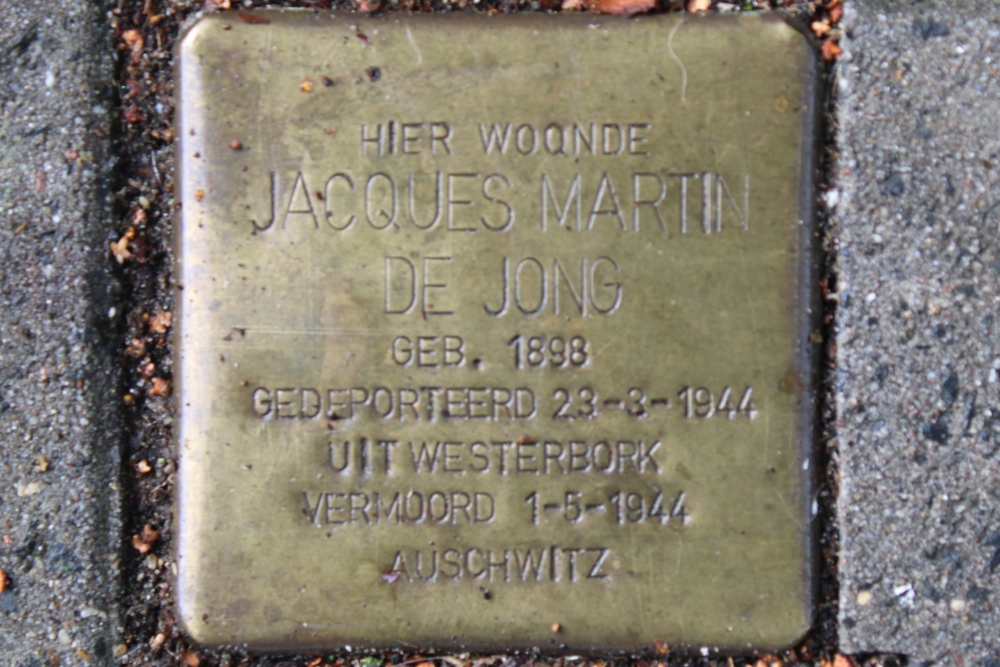 HIER WOONDE
JACQUES MARTIN
DE JONG
GEB. 1898
GEDEPORTEERD 23-3-1944
UIT WESTERBORK
VERMOORD 1-5-1944
AUSCHWITZ